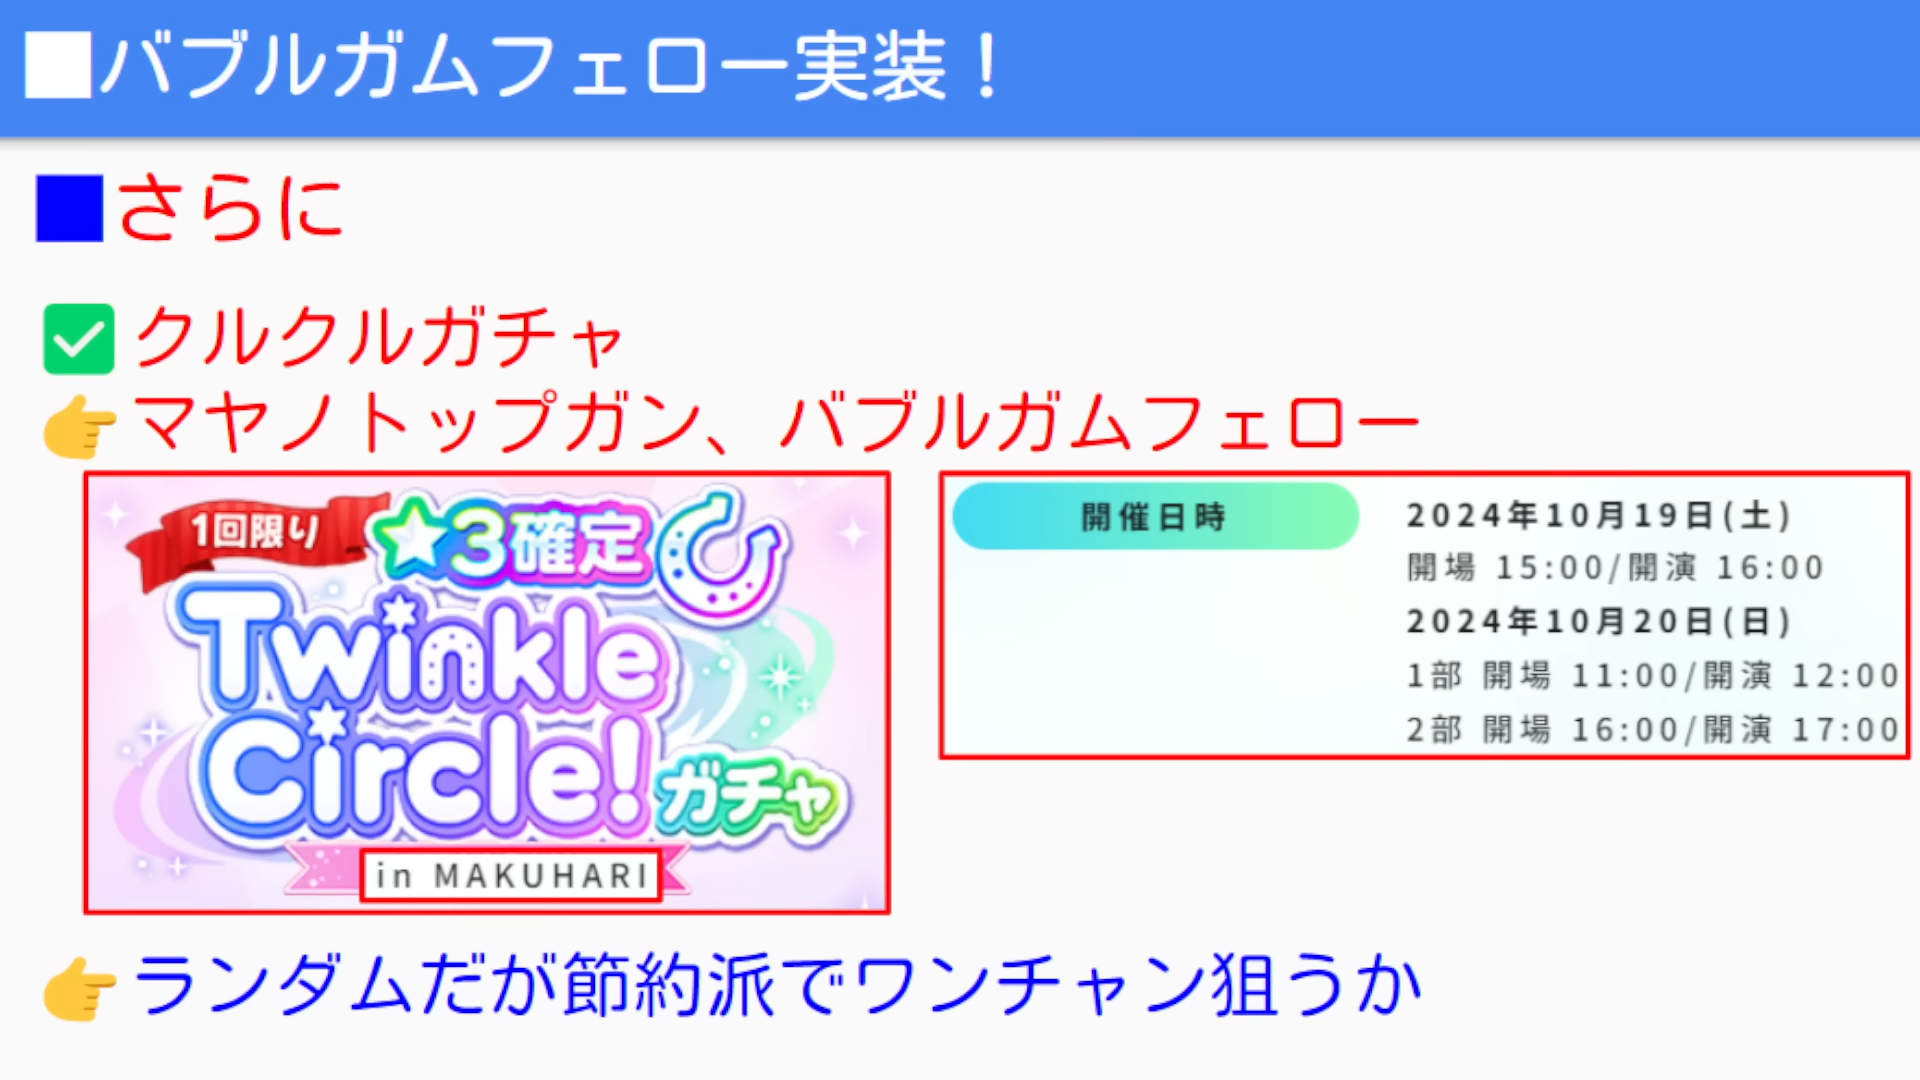 ■バブルガムフェロー実装！
■さらに
✅クルクルガチャ
👉マヤノトップガン、バブルガムフェロー
1回限り
★3確定
Twinkle
Circle!
ガチャ
in MAKUHARI
開催日時
2024年10月19日(土)
開場 15:00/開演 16:00
2024年10月20日(日)
1部 開場 11:00/開演 12:00
2部 開場 16:00/開演 17:00
👉ランダムだが節約派でワンチャン狙うか